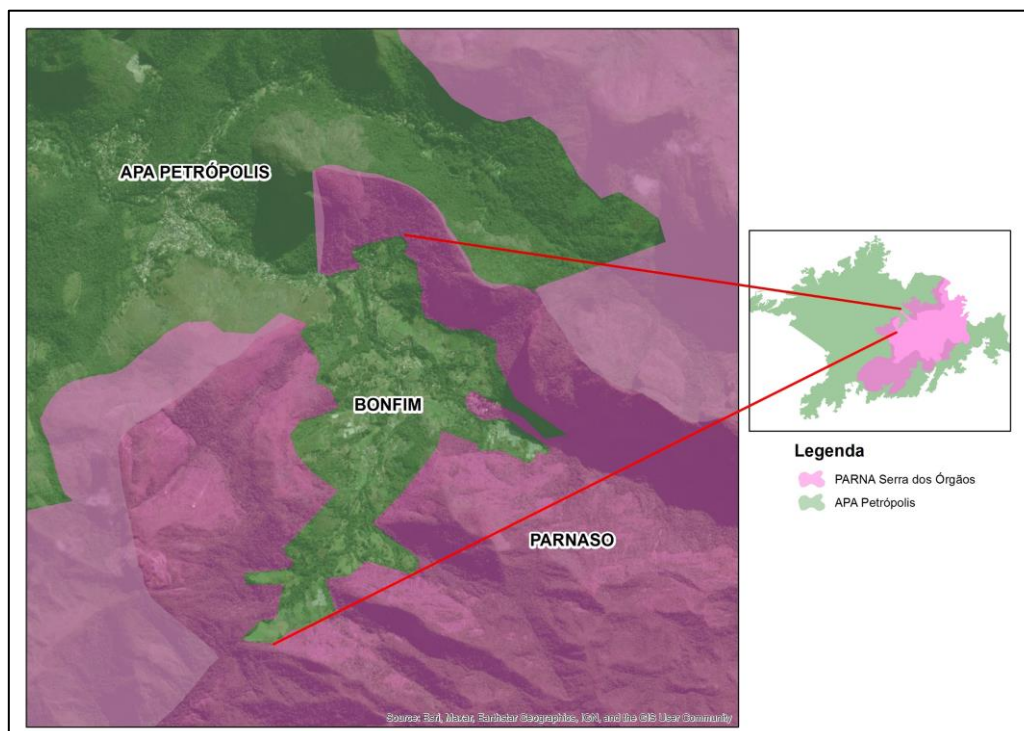 APA PETRÓPOLIS
BONFIM
PARNASO
Source: Esri, Maxar, Earthstar Geographics, IGN, and the GIS User Community
Legenda
PARNA Serra dos Órgãos
APA Petrópolis